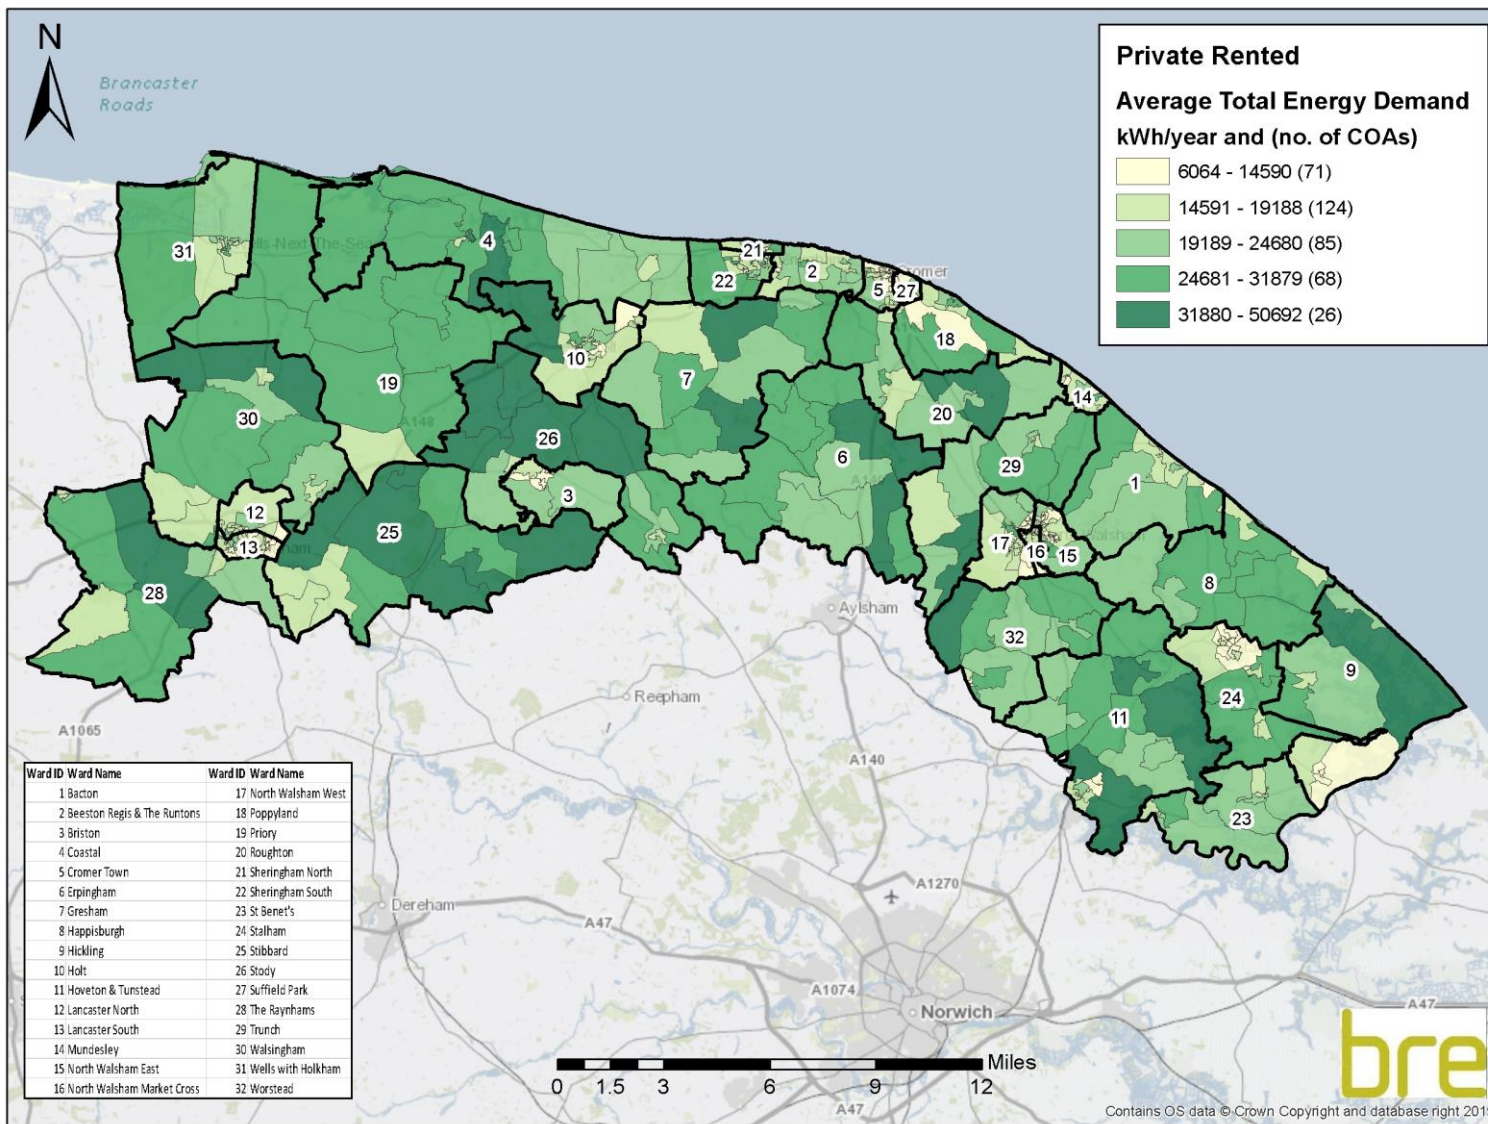 N
Brancaster
Roads
Private Rented
Average Total Energy Demand
kWh/year and (no. of COAs)
6064 - 14590 (71)
14591 - 19188 (124)
19189 - 24680 (85)
24681 - 31879 (68)
31880 - 50692 (26)
31
4
21
22
2
5
27
Cromer
18
10
7
19
30
20
14
26
A148
6
29
1
3
12
13
25
17
16
15
28
8
Aylsham
32
9
Reepham
24
11
A1065
A140
23
Ward ID Ward Name Ward ID Ward Name
1 Bacton 17 North Walsham West
2 Beeston Regis & The Runtons 18 Poppyland
3 Briston 19 Priory
4 Coastal 20 Roughton
5 Cromer Town 21 Sheringham North
6 Erpingham 22 Sheringham South
7 Gresham 23 St Benet's
8 Happisburgh 24 Stalham
9 Hickling 25 Stibbard
10 Holt 26 Stody
11 Hoveton & Tunstead 27 Suffield Park
12 Lancaster North 28 The Raynhams
13 Lancaster South 29 Trunch
14 Mundesley 30 Walsingham
15 North Walsham East 31 Wells with Holkham
16 North Walsham Market Cross 32 Worstead
Dereham
A47
A1270
A1074
Norwich
A47
A47
Miles
0 1.5 3 6 9 12
bre
Contains OS data © Crown Copyright and database right 201